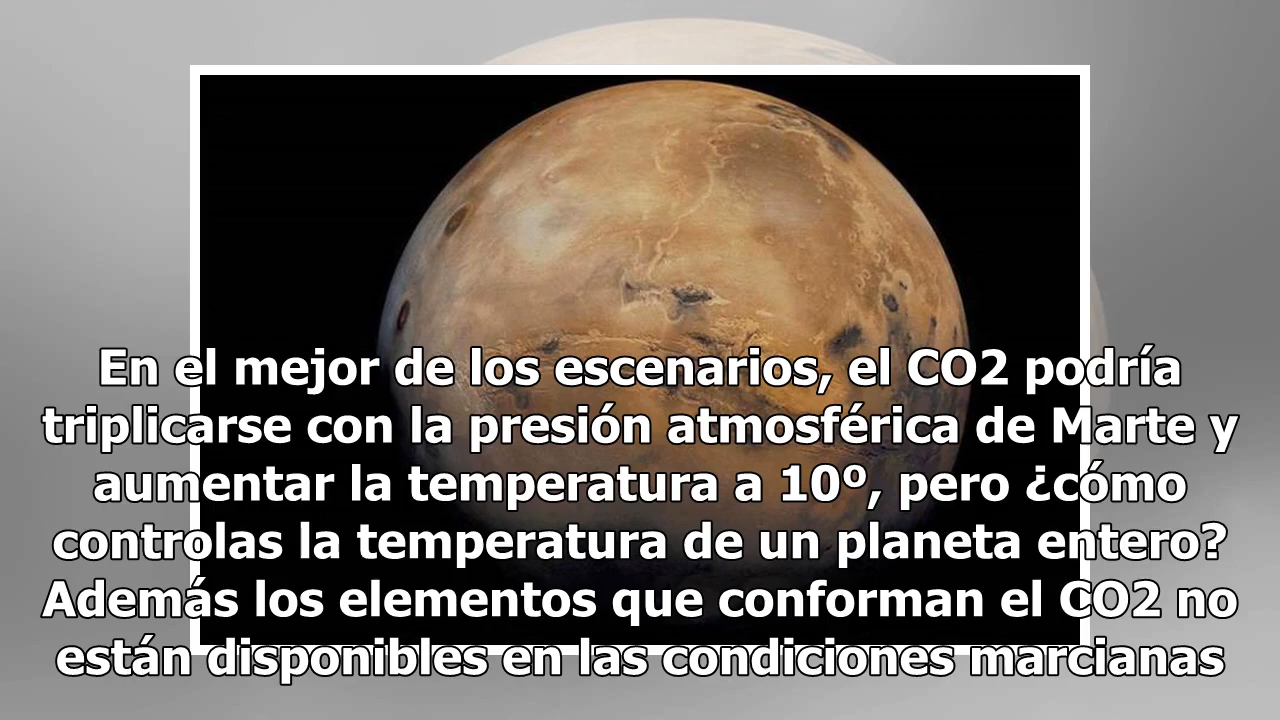 En el mejor de los escenarios, el CO2 podría
triplicarse con la presión atmosférica de Marte y
aumentar la temperatura a 10º, pero ¿cómo
controlas la temperatura de un planeta entero?
Además los elementos que conforman el CO2 no
están disponibles en las condiciones marcianas